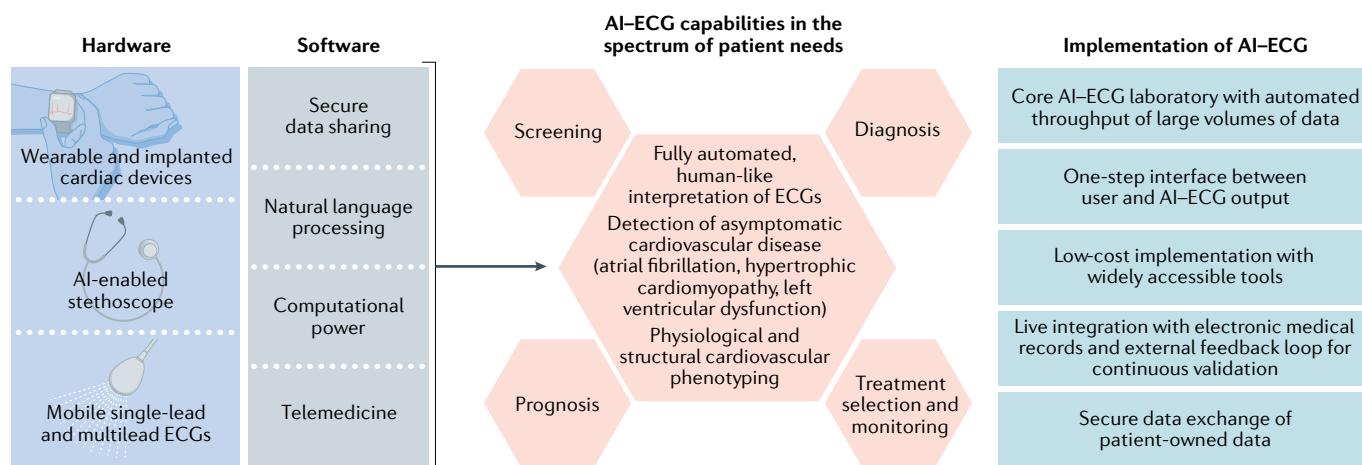 Hardware
Wearable and implanted
cardiac devices
AI-enabled
stethoscope
Mobile single-lead
and multilead ECGs
Software
Secure
data sharing
Natural language
processing
Computational
power
Telemedicine
AI–ECG capabilities in the
spectrum of patient needs
Screening
Diagnosis
Fully automated,
human-like
interpretation of ECGs
Detection of asymptomatic
cardiovascular disease
(atrial fibrillation, hypertrophic
cardiomyopathy, left
ventricular dysfunction)
Physiological and
structural cardiovascular
phenotyping
Prognosis
Treatment
selection and
monitoring
Implementation of AI–ECG
Core AI–ECG laboratory with automated
throughput of large volumes of data
One-step interface between
user and AI–ECG output
Low-cost implementation with
widely accessible tools
Live integration with electronic medical
records and external feedback loop for
continuous validation
Secure data exchange of
patient-owned data